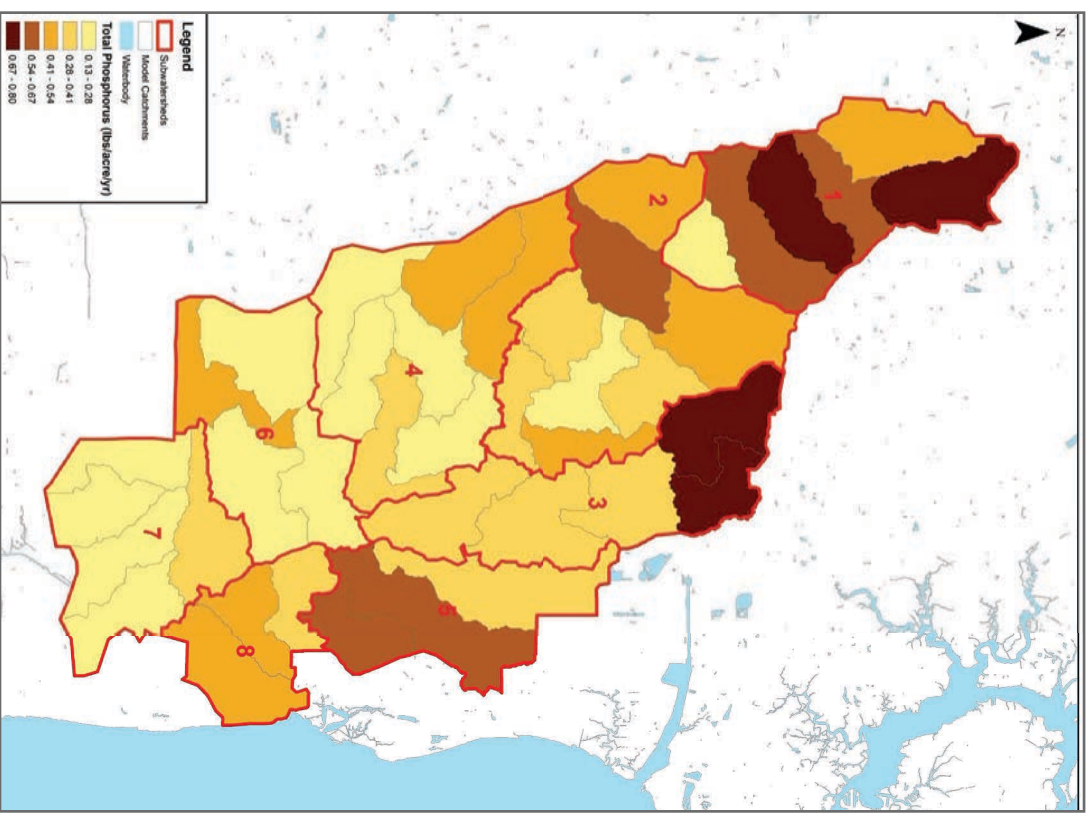 N
Legend
Subwatersheds
Model Catchments
Waterbody
Total Phosphorus (lbs/acre/yr)
0.13 - 0.28
0.28 - 0.41
0.41 - 0.54
0.54 - 0.67
0.67 - 0.80
1
2
3
4
5
6
7
8